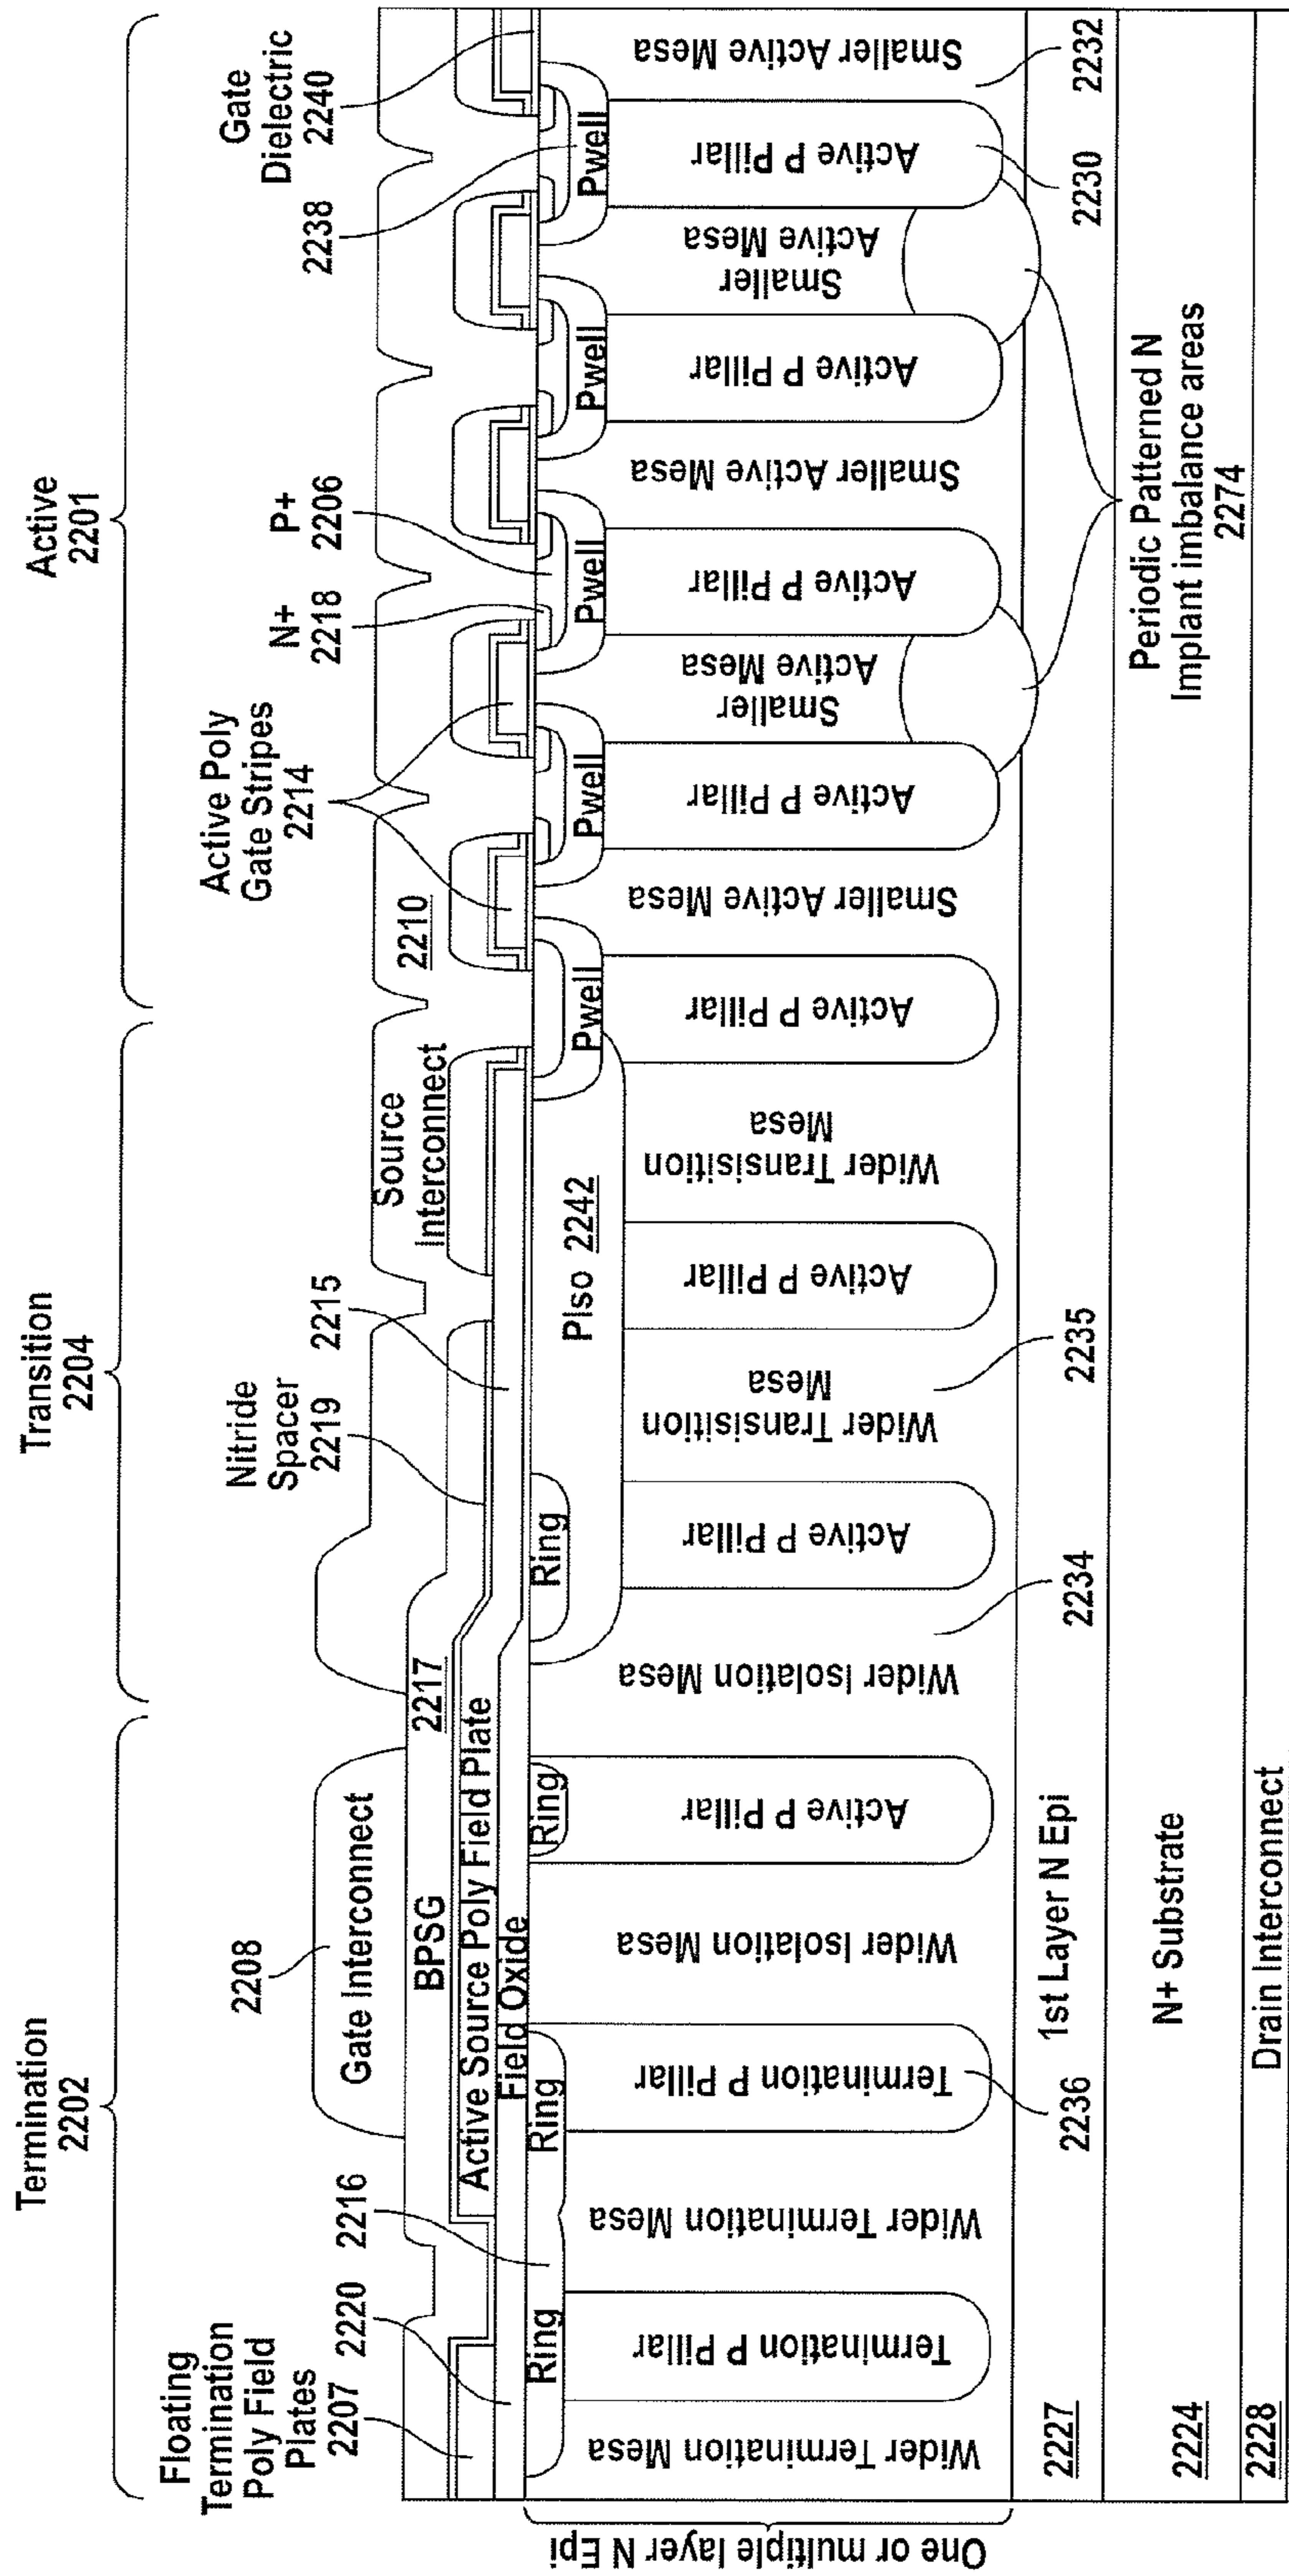 Termination
2202
Transition
2204
Active
2201
Floating
Termination
Poly Field
Plates
2207
2220
2216
2208
Nitride
Spacer
2219
2215
Active Poly
Gate Stripes
2214
N+
2218
P+
2206
2238
Gate
Dielectric
2240
Gate Interconnect
Source
Interconnect
2210
BPSG
2217
Active Source Poly Field Plate
Field Oxide
Ring
Ring
Ring
Ring
PIso 2242
Pwell
Pwell
Pwell
Pwell
Pwell
One or multiple layer N Epi
Wider Termination Mesa
Termination P Pillar
Wider Termination Mesa
Termination P Pillar
Wider Isolation Mesa
Active P Pillar
Wider Isolation Mesa
Active P Pillar
Wider Transisition
Mesa
Active P Pillar
Wider Transisition
Mesa
Active P Pillar
Smaller Active Mesa
Active P Pillar
Smaller
Active Mesa
Active P Pillar
Smaller Active Mesa
Active P Pillar
Smaller
Active Mesa
Active P Pillar
Smaller Active Mesa
2236
2234
2235
2230
2232
2227
1st Layer N Epi
2224
N+ Substrate
Periodic Patterned N
Implant imbalance areas
2274
2228
Drain Interconnect